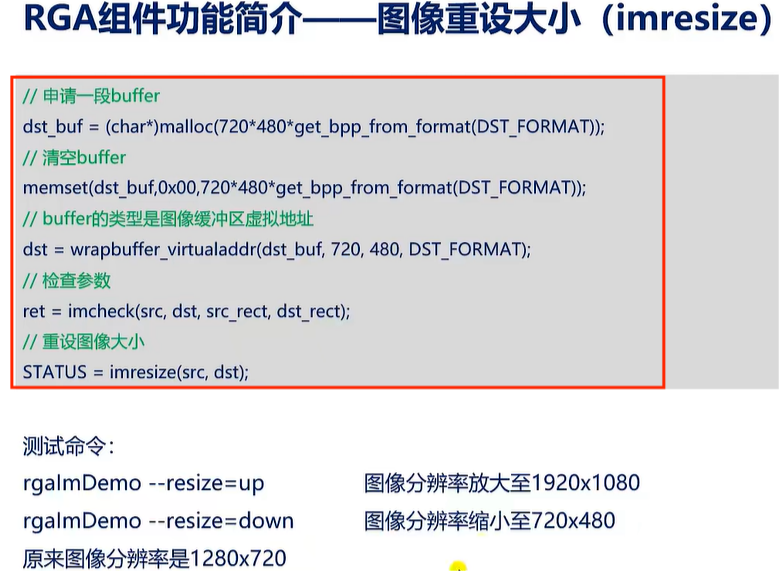 RGA组件功能简介——图像重设大小（imresize）
// 申请一段buffer
dst_buf = (char*)malloc(720*480*get_bpp_from_format(DST_FORMAT));
// 清空buffer
memset(dst_buf,0x00,720*480*get_bpp_from_format(DST_FORMAT));
// buffer的类型是图像缓冲区虚拟地址
dst = wrapbuffer_virtualaddr(dst_buf, 720, 480, DST_FORMAT);
// 检查参数
ret = imcheck(src, dst, src_rect, dst_rect);
// 重设图像大小
STATUS = imresize(src, dst);
测试命令：
rgaImDemo --resize=up 图像分辨率放大至1920x1080
rgaImDemo --resize=down 图像分辨率缩小至720x480
原来图像分辨率是1280x720